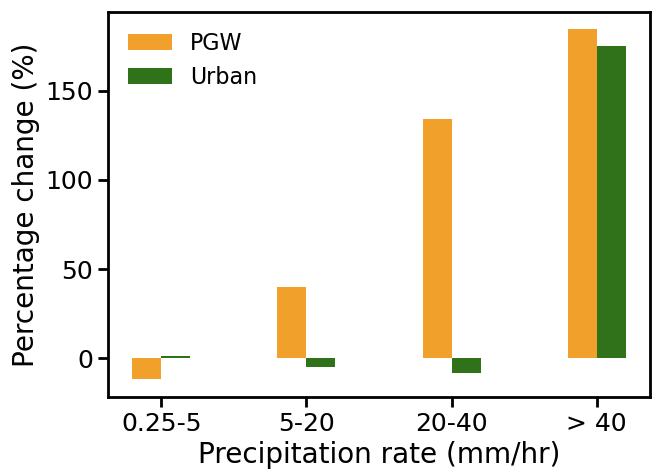 PGW
Urban
Percentage change (%)
150
100
50
0
0.25-5 5-20 20-40 > 40
Precipitation rate (mm/hr)